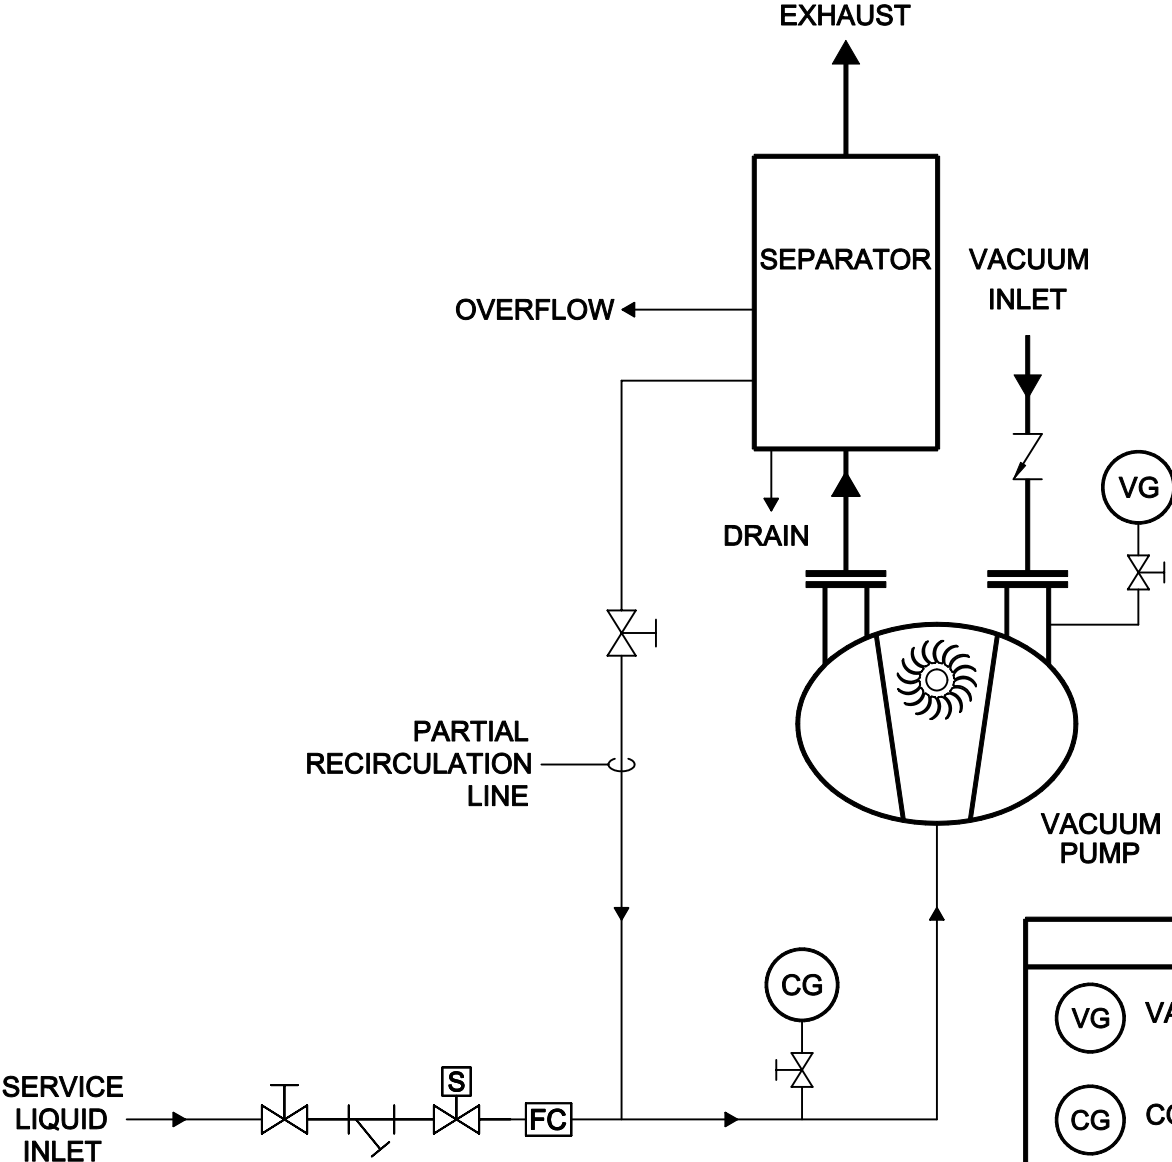 EXHAUST
SEPARATOR
VACUUM
INLET
OVERFLOW
VG
DRAIN
PARTIAL
RECIRCULATION
LINE
VACUUM
PUMP
CG
VG
S
SERVICE
LIQUID
INLET
FC
CG